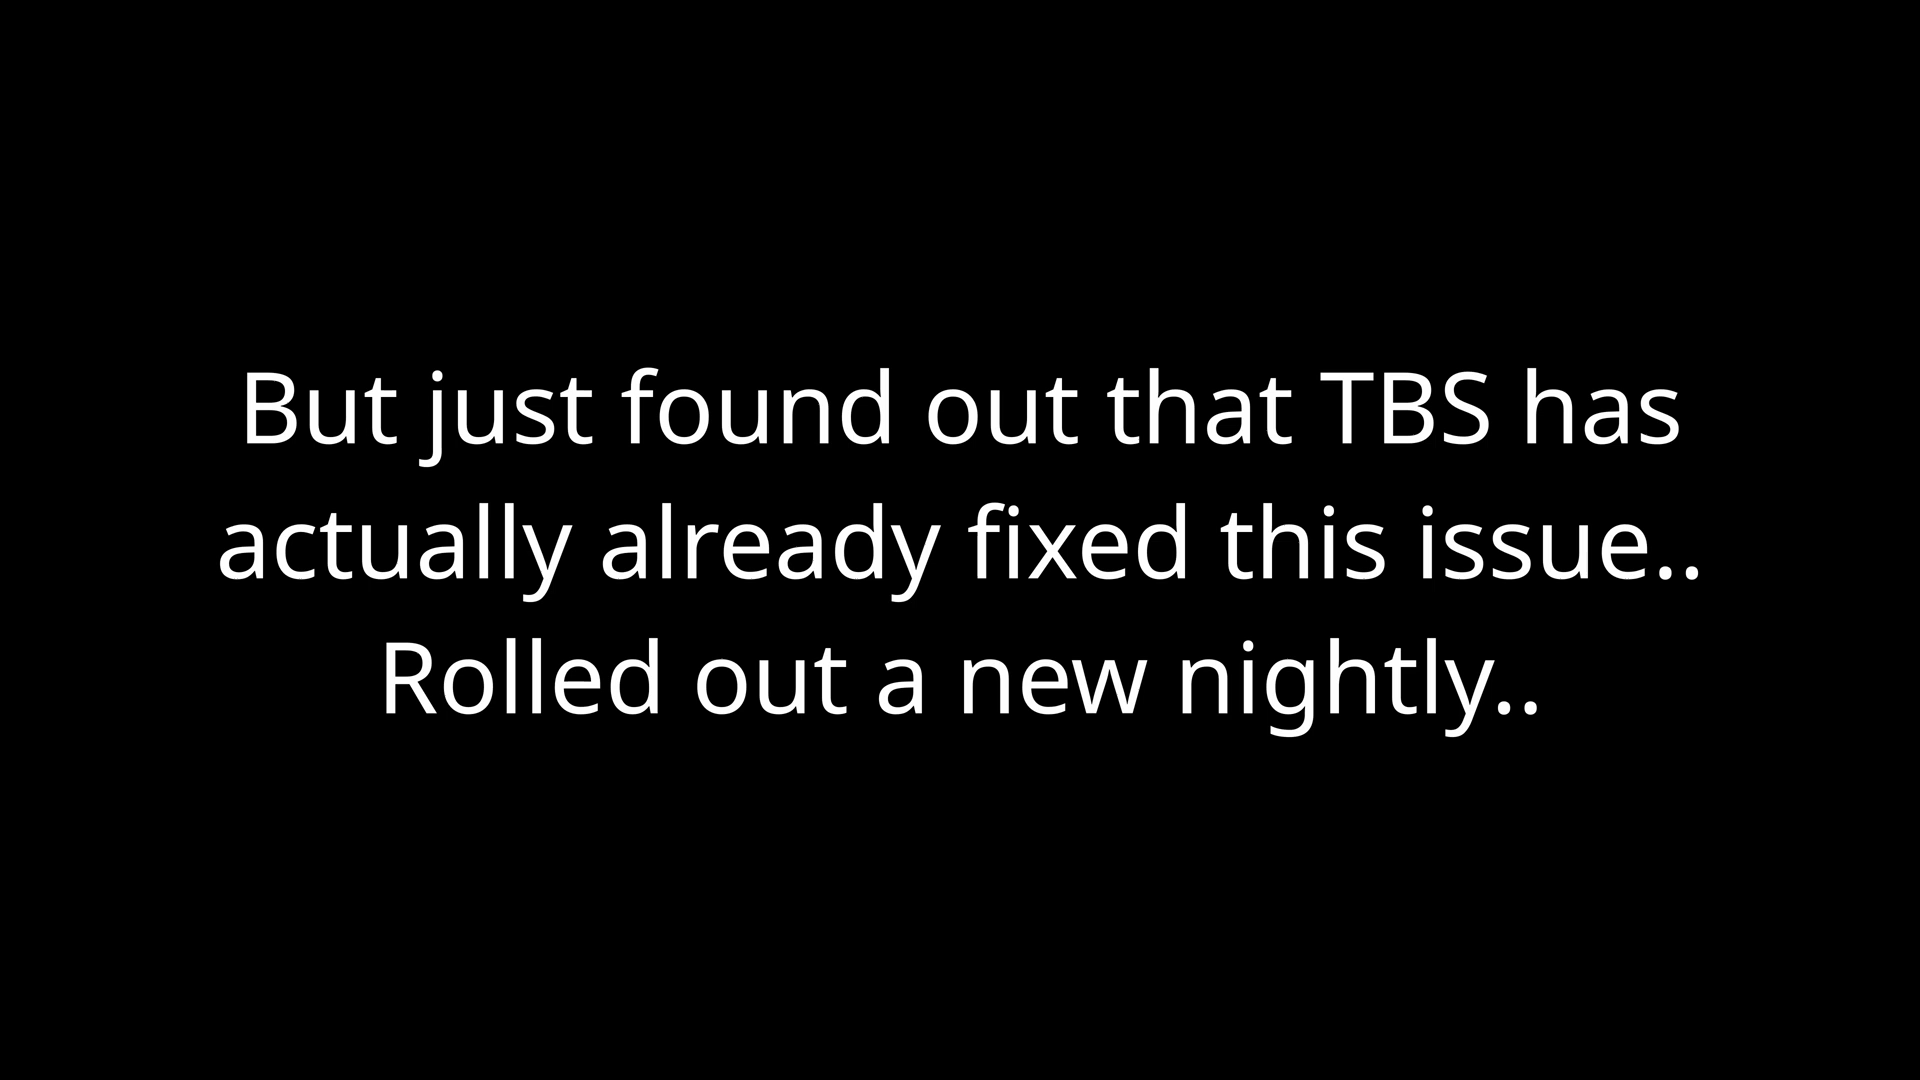 But just found out that TBS has
actually already fixed this issue..
Rolled out a new nightly..